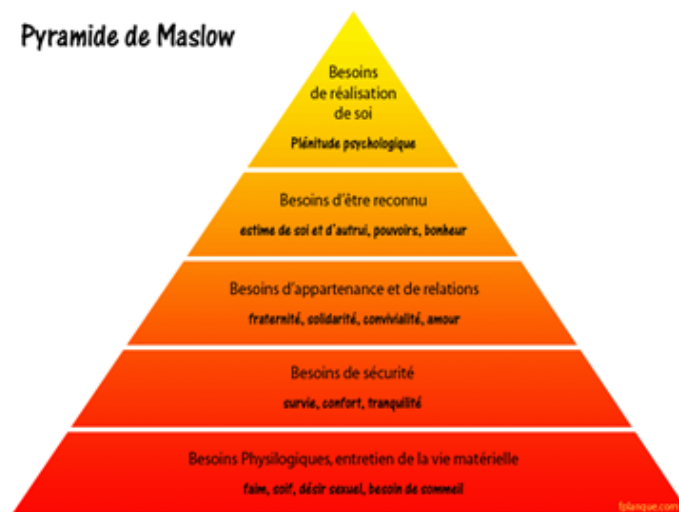 Pyramide de Maslow
Besoins
de réalisation
de soi
Plénitude psychologique
Besoins d'être reconnu
estime de soi et d'autrui, pouvoirs, bonheur
Besoins d'appartenance et de relations
fraternité, solidarité, convivialité, amour
Besoins de sécurité
survie, confort, tranquilité
Besoins Physilogiques, entretien de la vie matérielle
faim, soif, désir sexuel, besoin de sommeil
fplanque.com